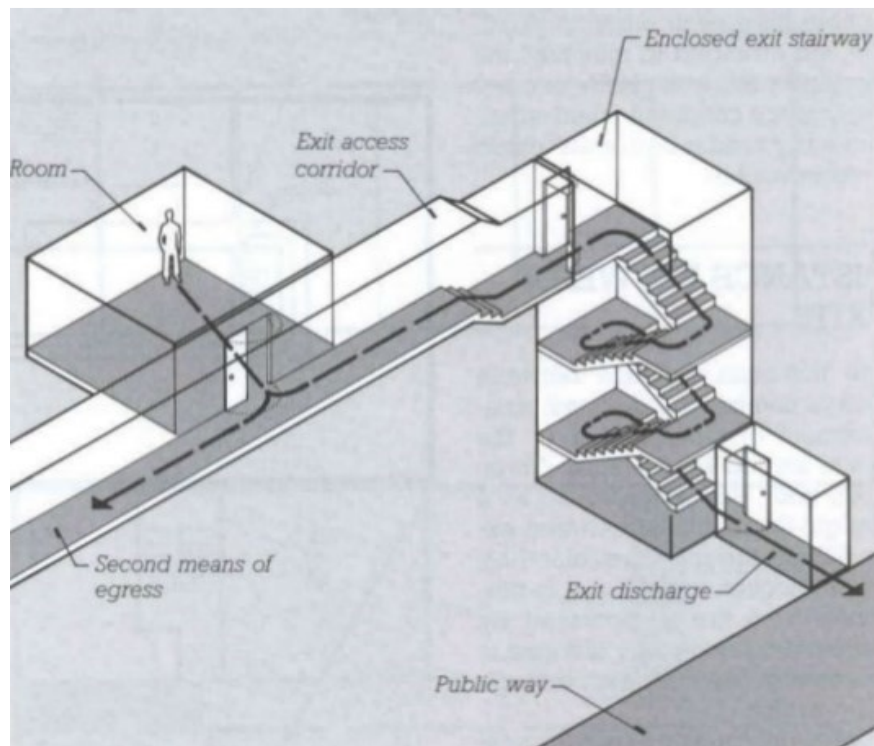 Enclosed exit stairway
Exit access
corridor
Room
Second means of
egress
Exit discharge
Public way